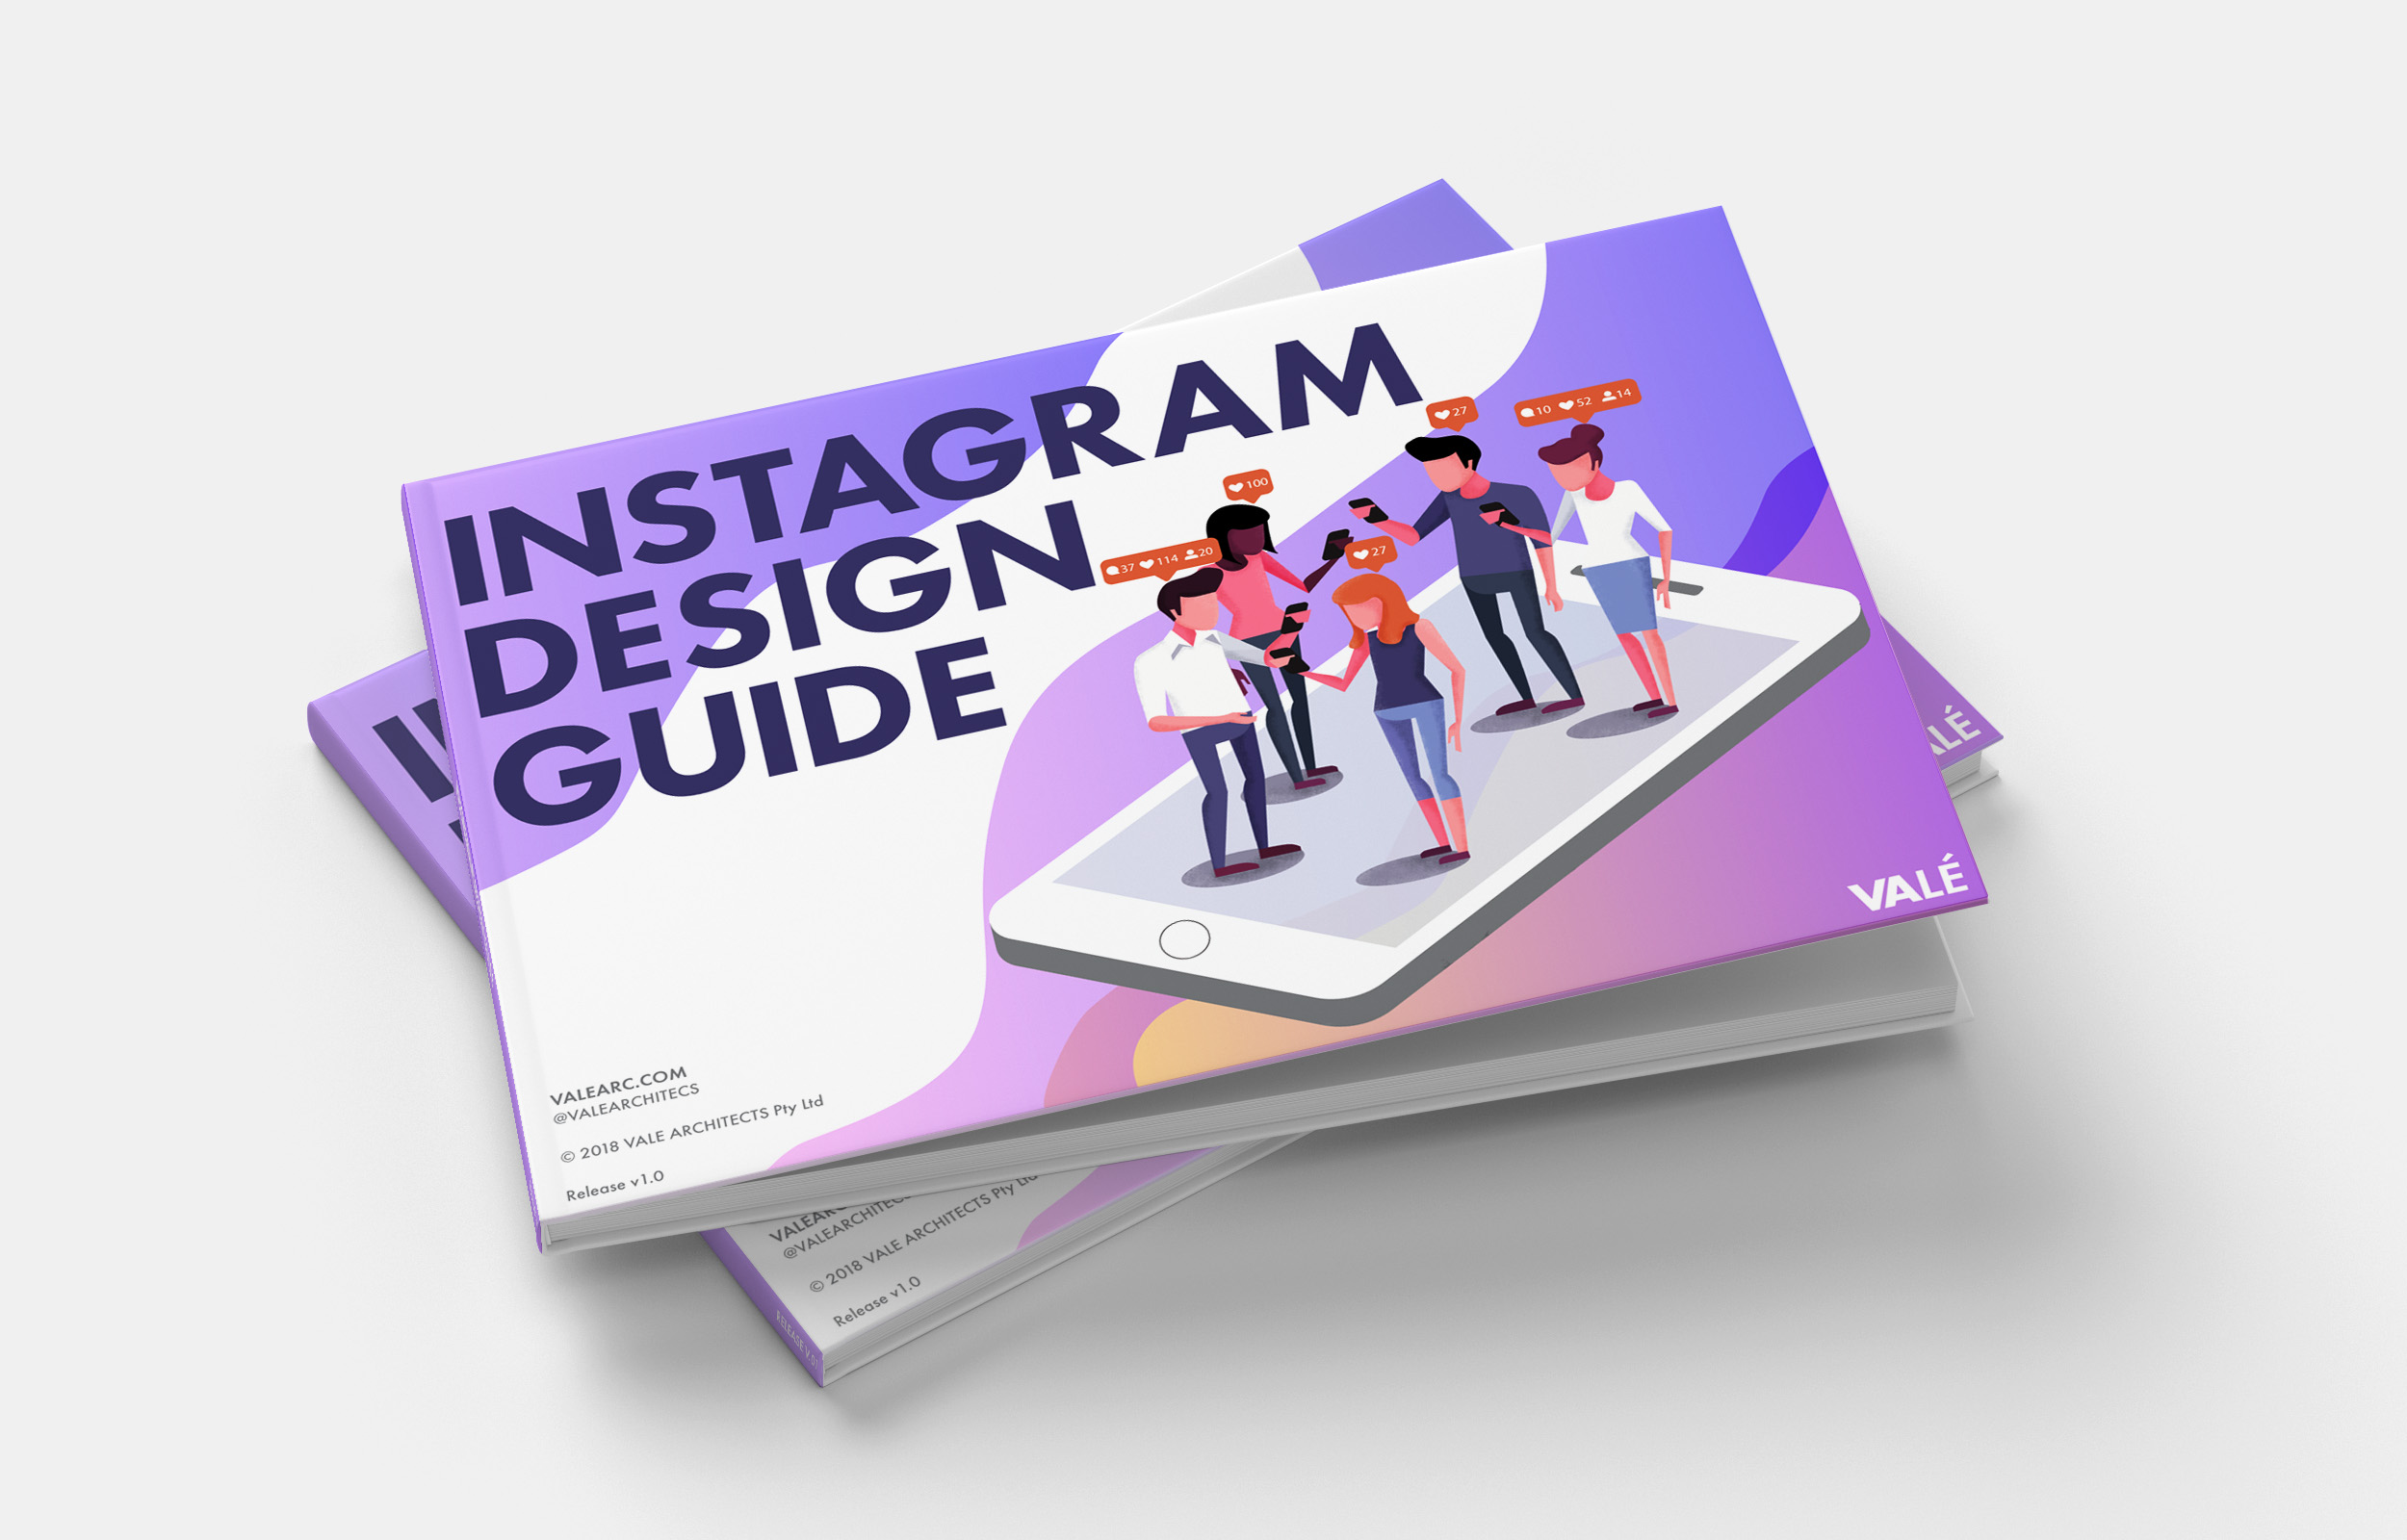 INSTAGRAM
DESIGN
GUIDE
27
10 52 14
100
37 114 20
27
VALÉ
VALEARC.COM
@VALEARCHITECS
© 2018 VALE ARCHITECTS Pty Ltd
Release v1.0
@VALEARCHITECS
© 2018 VALE ARCHITECTS Pty Ltd
Release v1.0